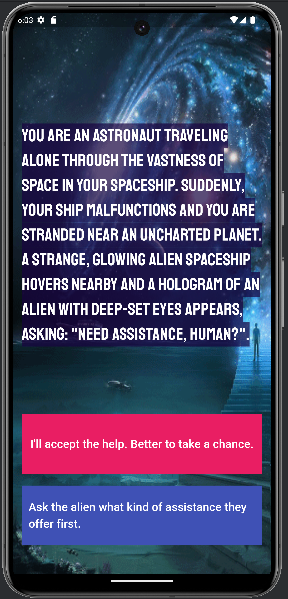 6:03
YOU ARE AN ASTRONAUT TRAVELING
ALONE THROUGH THE VASTNESS OF
SPACE IN YOUR SPACESHIP. SUDDENLY,
YOUR SHIP MALFUNCTIONS AND YOU ARE
STRANDED NEAR AN UNCHARTED PLANET.
A STRANGE, GLOWING ALIEN SPACESHIP
HOVERS NEARBY AND A HOLOGRAM OF AN
ALIEN WITH DEEP-SET EYES APPEARS,
ASKING: "NEED ASSISTANCE, HUMAN?".
I'll accept the help. Better to take a chance.
Ask the alien what kind of assistance they
offer first.